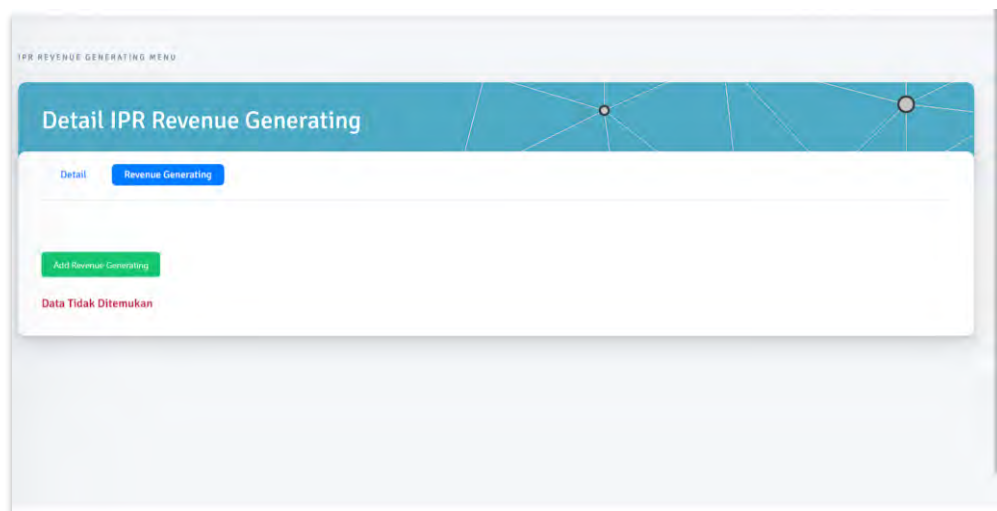 IPR REVENUE GENERATING MENU
Detail IPR Revenue Generating
Detail Revenue Generating
Add Revenue Generating
Data Tidak Ditemukan